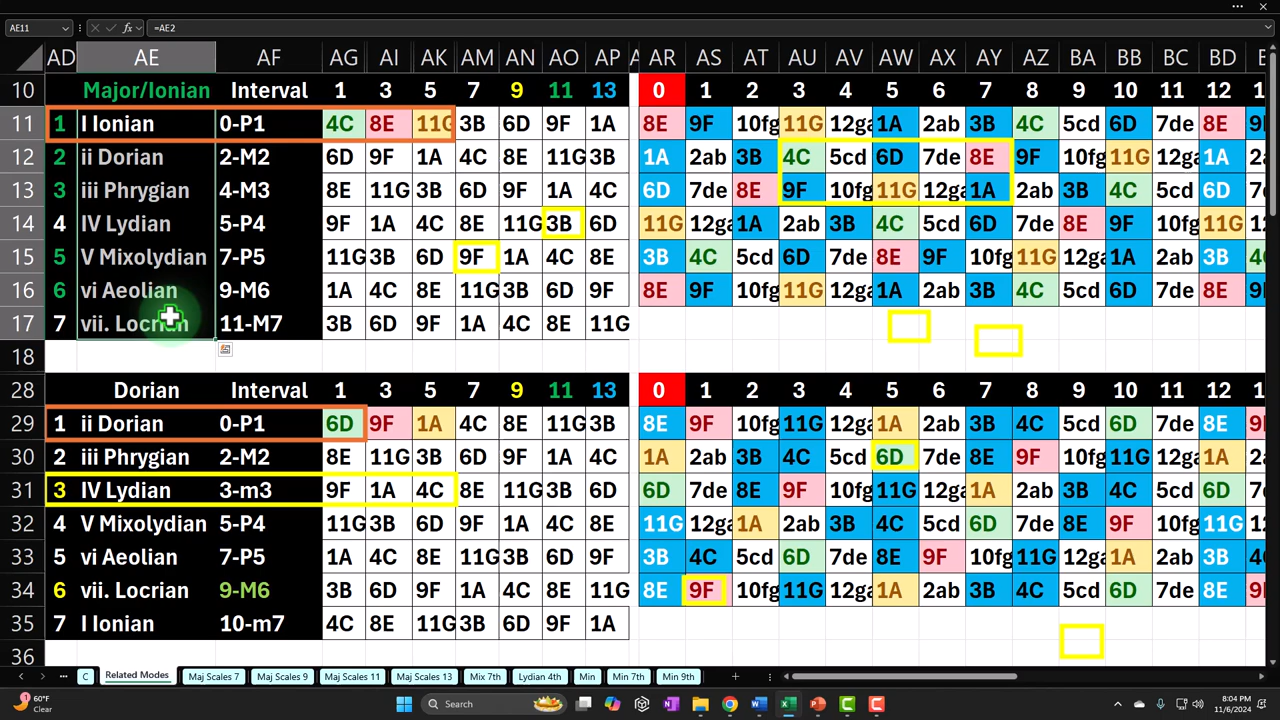 AE11 fx =AE2
AD AE AF AG AI AK AM AN AO AP A AR AS AT AU AV AW AX AY AZ BA BB BC BD
10 Major/Ionian Interval 1 3 5 7 9 11 13 0 1 2 3 4 5 6 7 8 9 10 11 12 1
11 1 I Ionian 0-P1 4C 8E 11G 3B 6D 9F 1A 8E 9F 10fg 11G 12ga 1A 2ab 3B 4C 5cd 6D 7de 8E 9F
12 2 ii Dorian 2-M2 6D 9F 1A 4C 8E 11G 3B 1A 2ab 3B 4C 5cd 6D 7de 8E 9F 10fg 11G 12ga 1A 2a
13 3 iii Phrygian 4-M3 8E 11G 3B 6D 9F 1A 4C 6D 7de 8E 9F 10fg 11G 12ga 1A 2ab 3B 4C 5cd 6D 7d
14 4 IV Lydian 5-P4 9F 1A 4C 8E 11G 3B 6D 11G 12ga 1A 2ab 3B 4C 5cd 6D 7de 8E 9F 10fg 11G 12
15 5 V Mixolydian 7-P5 11G 3B 6D 9F 1A 4C 8E 3B 4C 5cd 6D 7de 8E 9F 10fg 11G 12ga 1A 2ab 3B 4
16 6 vi Aeolian 9-M6 1A 4C 8E 11G 3B 6D 9F 8E 9F 10fg 11G 12ga 1A 2ab 3B 4C 5cd 6D 7de 8E 9F
17 7 vii. Locrian 11-M7 3B 6D 9F 1A 4C 8E 11G
18
28 Dorian Interval 1 3 5 7 9 11 13 0 1 2 3 4 5 6 7 8 9 10 11 12 1
29 1 ii Dorian 0-P1 6D 9F 1A 4C 8E 11G 3B 8E 9F 11G 11G 12ga 1A 2ab 3B 4C 5cd 6D 7de 8E 9
30 2 iii Phrygian 2-M2 8E 11G 3B 6D 9F 1A 4C 1A 2ab 3B 4C 5cd 6D 7de 8E 9F 10fg 11G 12ga 1A 2a
31 3 IV Lydian 3-m3 9F 1A 4C 8E 11G 3B 6D 6D 7de 8E 9F 10fg 11G 12ga 1A 2ab 3B 4C 5cd 6D 7d
32 4 V Mixolydian 5-P4 11G 3B 6D 9F 1A 4C 8E 11G 12ga 1A 2ab 3B 4C 5cd 6D 7de 8E 9F 10fg 11G 12
33 5 vi Aeolian 7-P5 1A 4C 8E 11G 3B 6D 9F 3B 4C 5cd 6D 7de 8E 9F 10fg 11G 12ga 1A 2ab 3B 4
34 6 vii. Locrian 9-M6 3B 6D 9F 1A 4C 8E 11G 8E 9F 10fg 11G 12ga 1A 2ab 3B 4C 5cd 6D 7de 8E 9F
35 7 I Ionian 10-m7 4C 8E 11G 3B 6D 9F 1A
36
C Related Modes Maj Scales 7 Maj Scales 9 Maj Scales 11 Maj Scales 13 Mix 7th Lydian 4th Min Min 7th Min 9th
60°F
Clear
Search
8:04 PM
11/6/2024